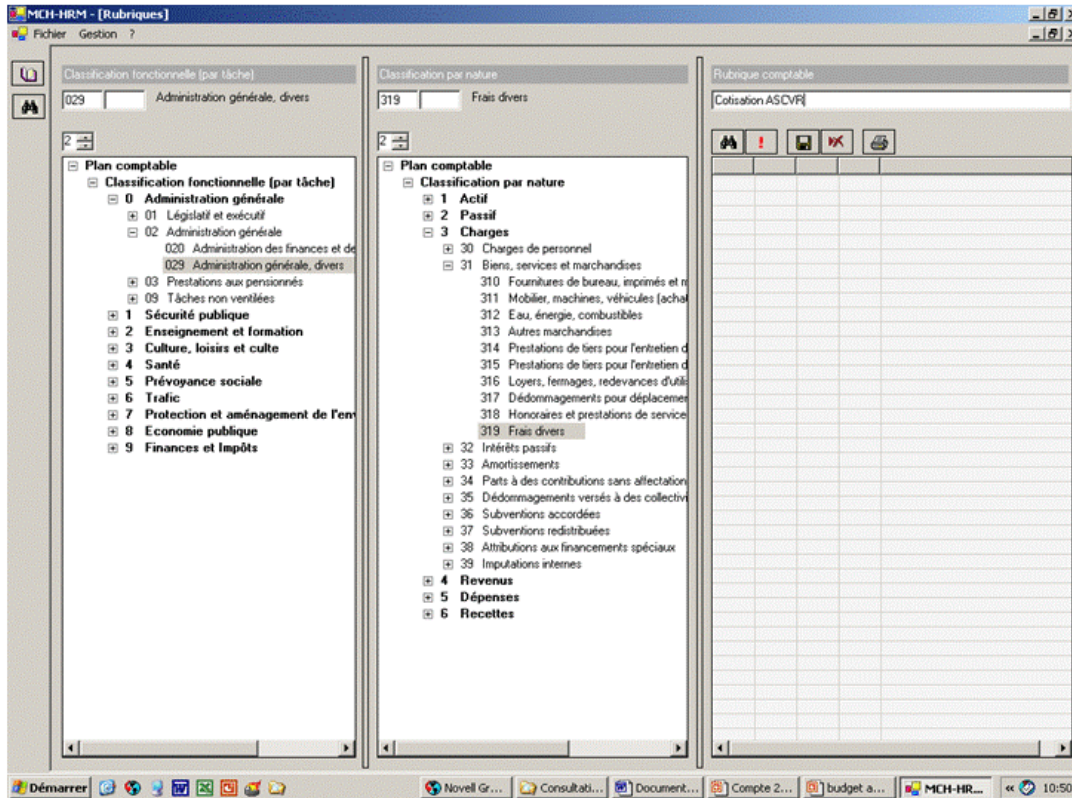 MCH-HRM - [Rubriques]
Fichier Gestion ?
Classification fonctionnelle (par tâche)
029 Administration générale, divers
2
Plan comptable
Classification fonctionnelle (par tâche)
0 Administration générale
01 Législatif et exécutif
02 Administration générale
020 Administration des finances et de
029 Administration générale, divers
03 Prestations aux pensionnés
09 Tâches non ventilées
1 Sécurité publique
2 Enseignement et formation
3 Culture, loisirs et culte
4 Santé
5 Prévoyance sociale
6 Trafic
7 Protection et aménagement de l'en
8 Economie publique
9 Finances et Impôts
Classification par nature
319 Frais divers
2
Plan comptable
Classification par nature
1 Actif
2 Passif
3 Charges
30 Charges de personnel
31 Biens, services et marchandises
310 Fournitures de bureau, imprimés et
311 Mobilier, machines, véhicules (achat
312 Eau, énergie, combustibles
313 Autres marchandises
314 Prestations de tiers pour l'entretien d
315 Prestations de tiers pour l'entretien d
316 Loyers, fermages, redevances d'utili
317 Dédommagements pour déplacemer
318 Honoraires et prestations de service
319 Frais divers
32 Intérêts passifs
33 Amortissements
34 Parts à des contributions sans affectation
35 Dédommagements versés à des collectivi
36 Subventions accordées
37 Subventions redistribuées
38 Attributions aux financements spéciaux
39 Imputations internes
4 Revenus
5 Dépenses
6 Recettes
Rubrique comptable
Cotisation ASCVR
Démarrer Novell Gr... Consultati... Document... Compte 2... budget a... MCH-HR... « 10:50